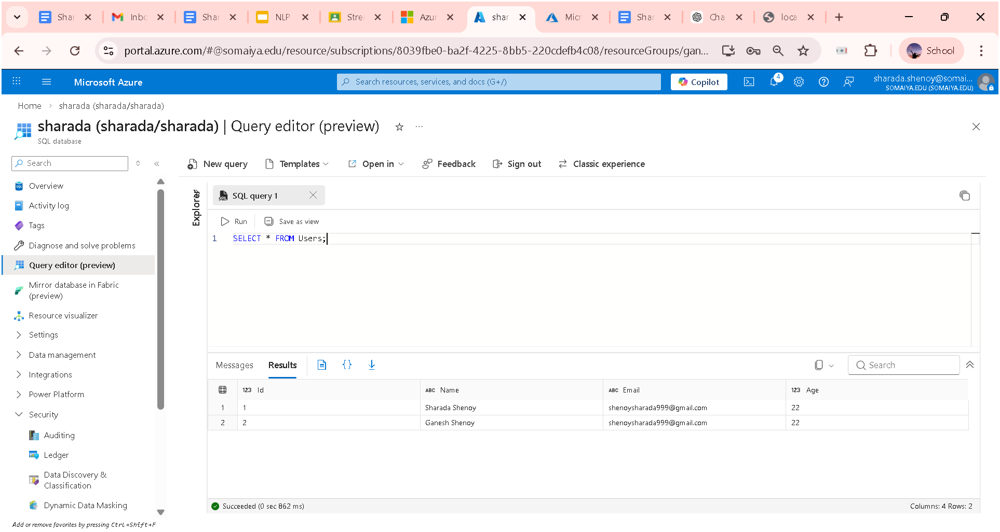 Shar
Inbc
Shar
NLP
Strea
Azur
shar
Micr
Shar
Cha
loca
portal.azure.com/#@somaiya.edu/resource/subscriptions/8039fbe0-ba2f-4225-8bb5-220cdefb4c08/resourceGroups/gan...
School
Microsoft Azure
Search resources, services, and docs (G+/)
Copilot
4
sharada.shenoy@somai...
SOMAIYA.EDU (SOMAIYA.EDU)
Home > sharada (sharada/sharada)
sharada (sharada/sharada) | Query editor (preview)
SQL database
Search
New query
Templates
Open in
Feedback
Sign out
Classic experience
Overview
Activity log
Tags
Diagnose and solve problems
Query editor (preview)
Mirror database in Fabric
(preview)
Resource visualizer
Settings
Data management
Integrations
Power Platform
Security
Auditing
Ledger
Data Discovery &
Classification
Dynamic Data Masking
Add or remove favorites by pressing Ctrl+Shift+F
Explorer
SQL query 1
Run
Save as view
1 SELECT * FROM Users;
Messages
Results
Search
123 Id ABC Name ABC Email 123 Age
1 1 Sharada Shenoy shenoysharada999@gmail.com 22
2 2 Ganesh Shenoy shenoysharada999@gmail.com 22
Succeeded (0 sec 862 ms)
Columns: 4 Rows: 2